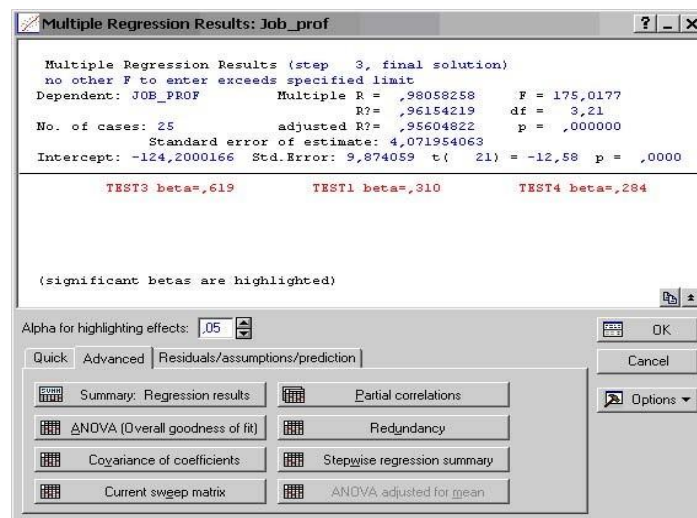 Multiple Regression Results: Job_prof
Multiple Regression Results (step 3, final solution)
no other F to enter exceeds specified limit
Dependent: JOB_PROF Multiple R = ,98058258 F = 175,0177
R?= ,96154219 df = 3,21
No. of cases: 25 adjusted R?= ,95604822 p = ,000000
Standard error of estimate: 4,071954063
Intercept: -124,2000166 Std.Error: 9,874059 t( 21) = -12,58 p = ,0000
TEST3 beta=,619 TEST1 beta=,310 TEST4 beta=,284
(significant betas are highlighted)
Alpha for highlighting effects: ,05
OK
Quick Advanced Residuals/assumptions/prediction
Cancel
Summary: Regression results Partial correlations
Options
ANOVA (Overall goodness of fit) Redundancy
Covariance of coefficients Stepwise regression summary
Current sweep matrix ANOVA adjusted for mean